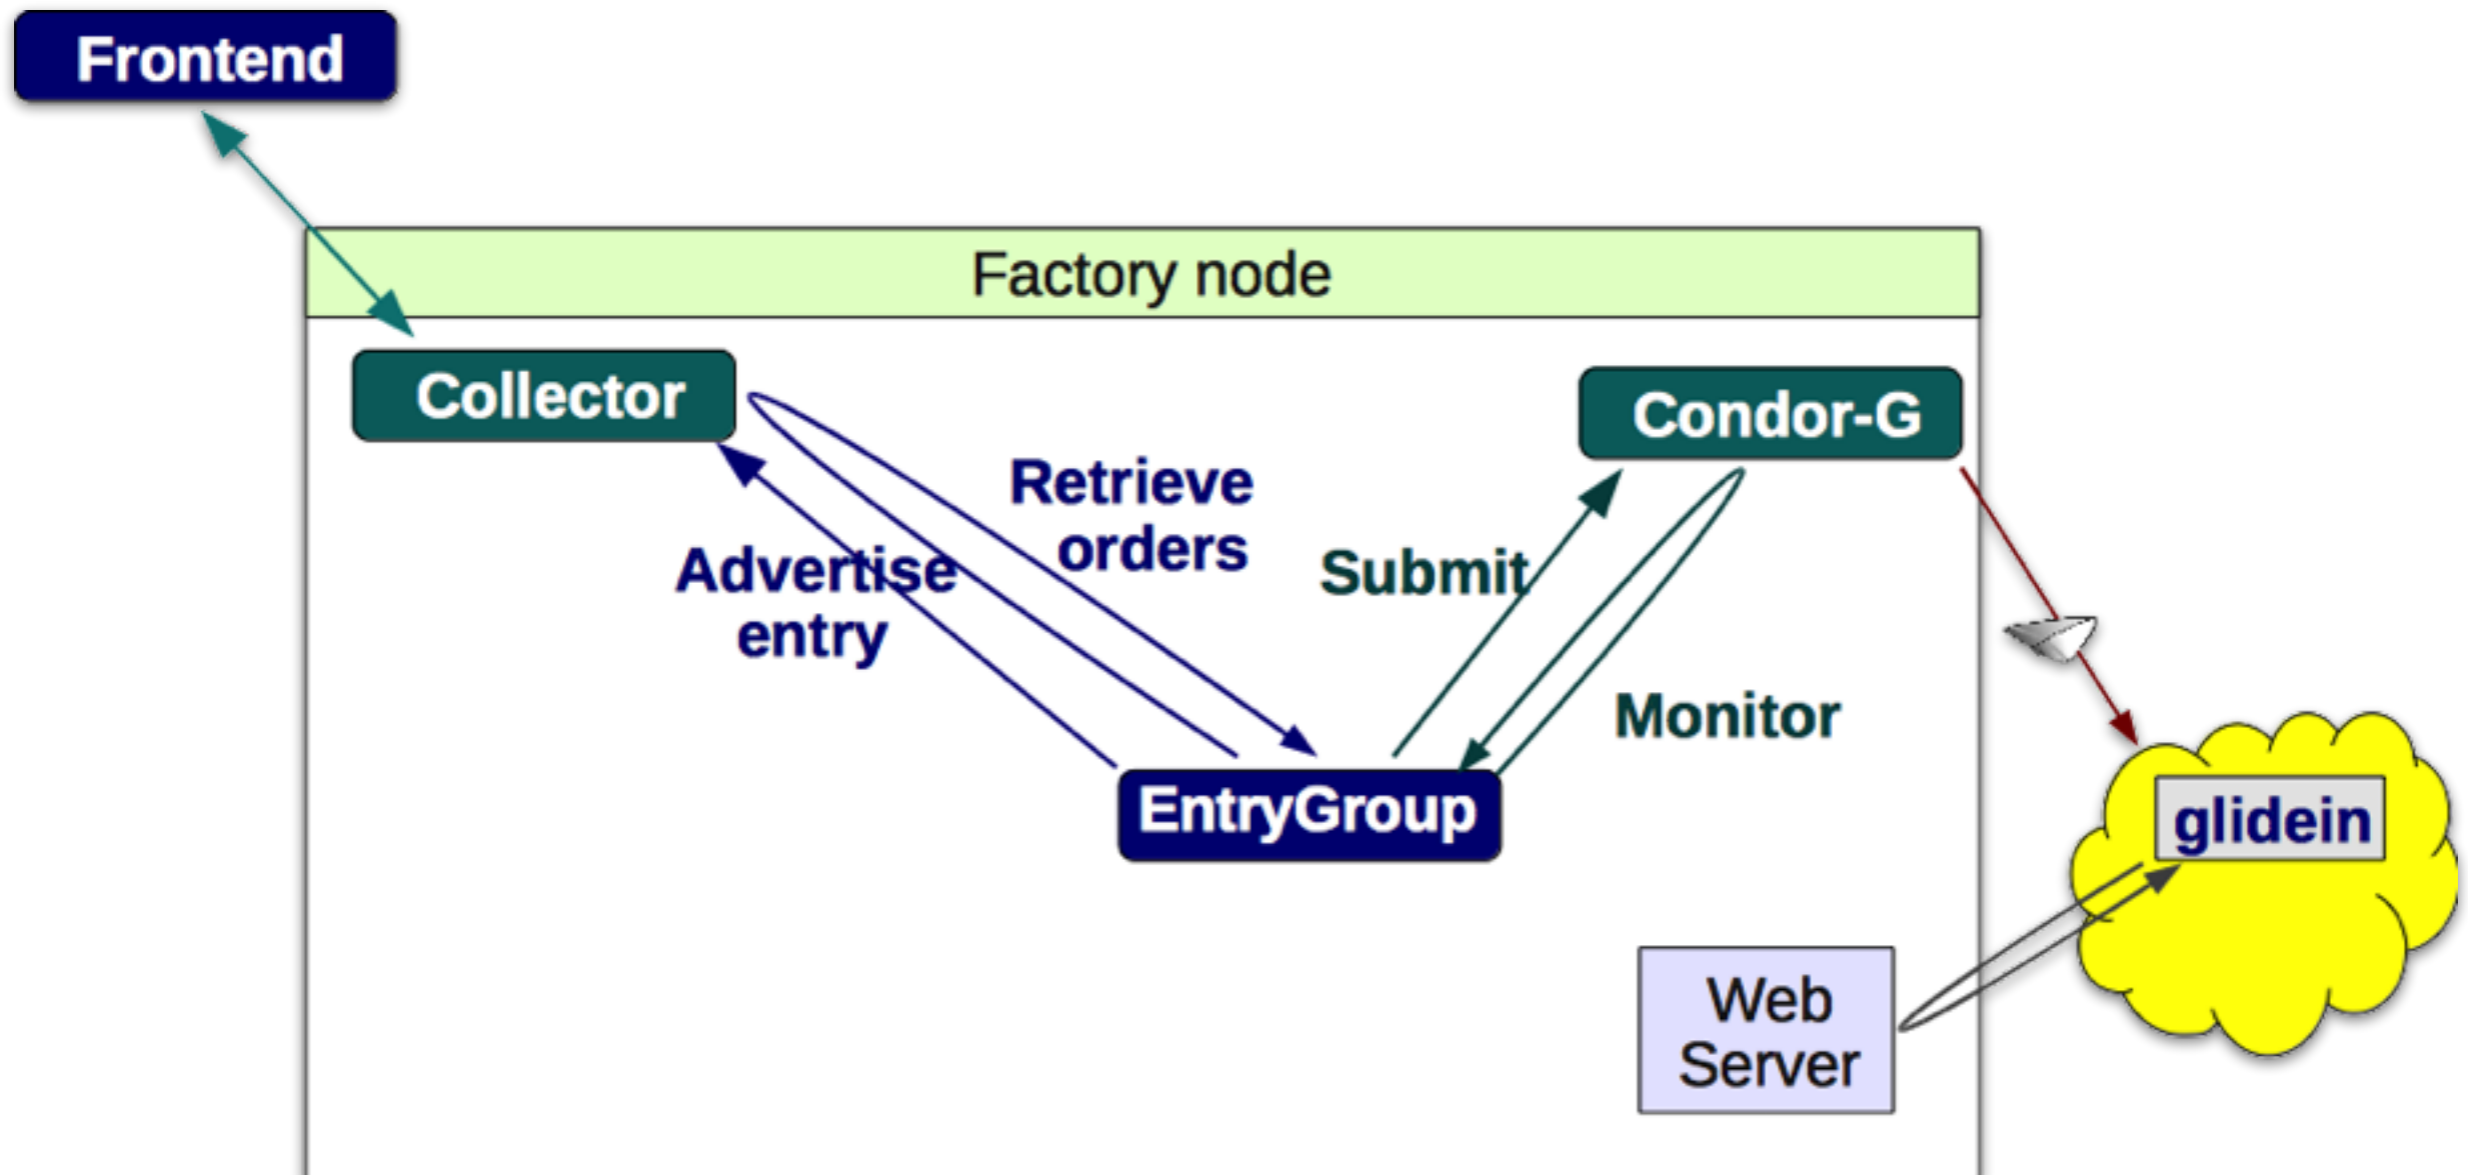 Frontend
Factory node
Collector
Condor-G
Retrieve
orders
Advertise
entry
Submit
Monitor
EntryGroup
glidein
Web
Server